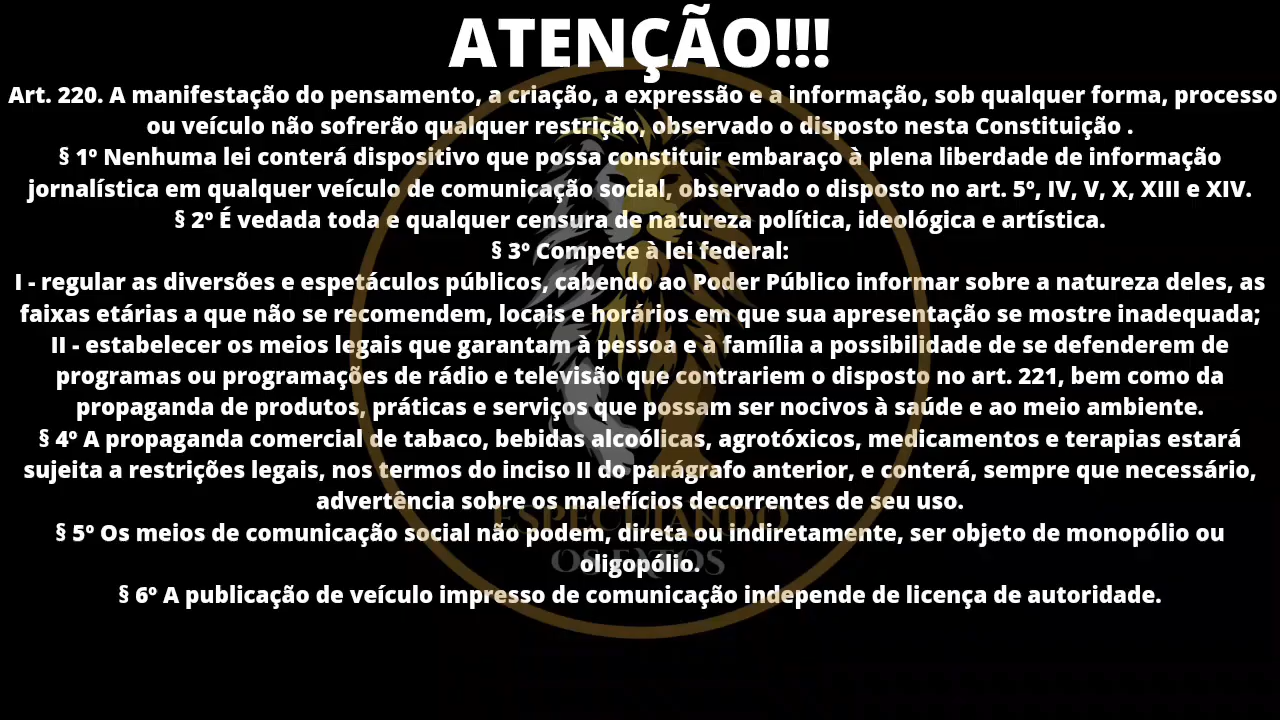 ATENÇÃO!!!
Art. 220. A manifestação do pensamento, a criação, a expressão e a informação, sob qualquer forma, processo
ou veículo não sofrerão qualquer restrição, observado o disposto nesta Constituição .
§ 1º Nenhuma lei conterá dispositivo que possa constituir embaraço à plena liberdade de informação
jornalística em qualquer veículo de comunicação social, observado o disposto no art. 5º, IV, V, X, XIII e XIV.
§ 2º É vedada toda e qualquer censura de natureza política, ideológica e artística.
§ 3º Compete à lei federal:
I - regular as diversões e espetáculos públicos, cabendo ao Poder Público informar sobre a natureza deles, as
faixas etárias a que não se recomendem, locais e horários em que sua apresentação se mostre inadequada;
II - estabelecer os meios legais que garantam à pessoa e à família a possibilidade de se defenderem de
programas ou programações de rádio e televisão que contrariem o disposto no art. 221, bem como da
propaganda de produtos, práticas e serviços que possam ser nocivos à saúde e ao meio ambiente.
§ 4º A propaganda comercial de tabaco, bebidas alcoólicas, agrotóxicos, medicamentos e terapias estará
sujeita a restrições legais, nos termos do inciso II do parágrafo anterior, e conterá, sempre que necessário,
advertência sobre os malefícios decorrentes de seu uso.
ESPECULANDO
§ 5º Os meios de comunicação social não podem, direta ou indiretamente, ser objeto de monopólio ou
oligopólio.
§ 6º A publicação de veículo impresso de comunicação independe de licença de autoridade.